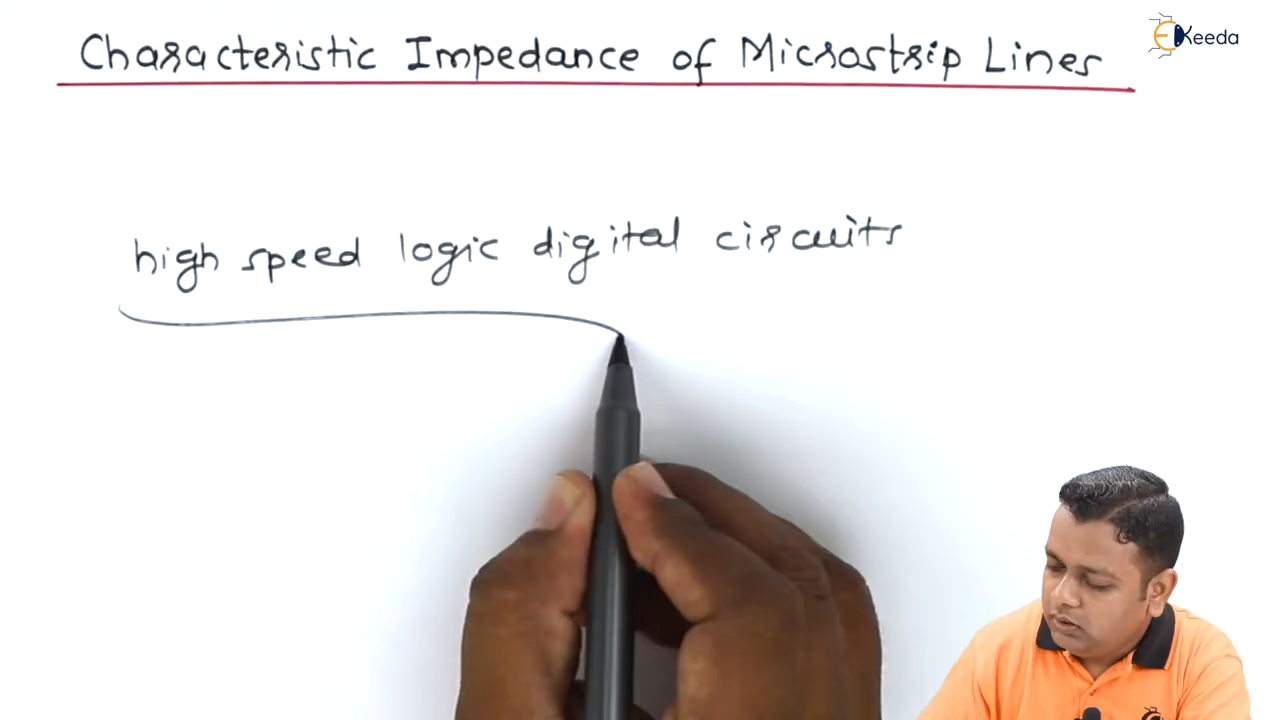 Characteristic Impedance of Microstrip Lines
EKeeda
high speed logic digital circuits